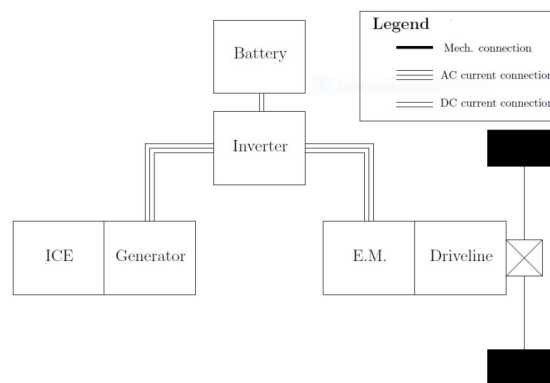 Legend
Mech. connection
AC current connection
DC current connection
Battery
Inverter
ICE
Generator
E.M.
Driveline